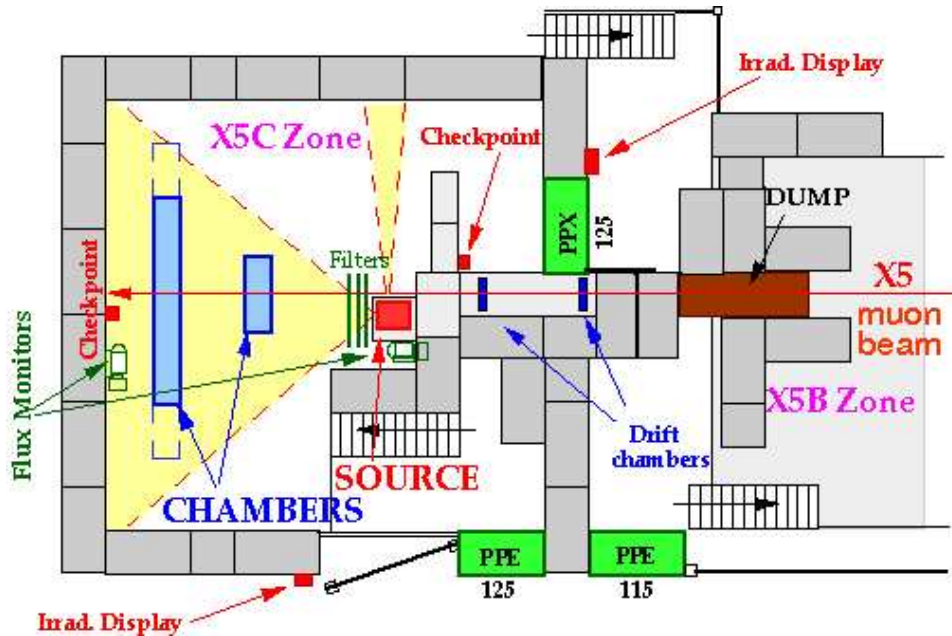 Irrad. Display
X5C Zone
Checkpoint
PPX
125
DUMP
Filters
X5
muon
beam
Checkpoint
Flux Monitors
X5B Zone
Drift
chambers
SOURCE
CHAMBERS
PPE
125
PPE
115
Irrad. Display